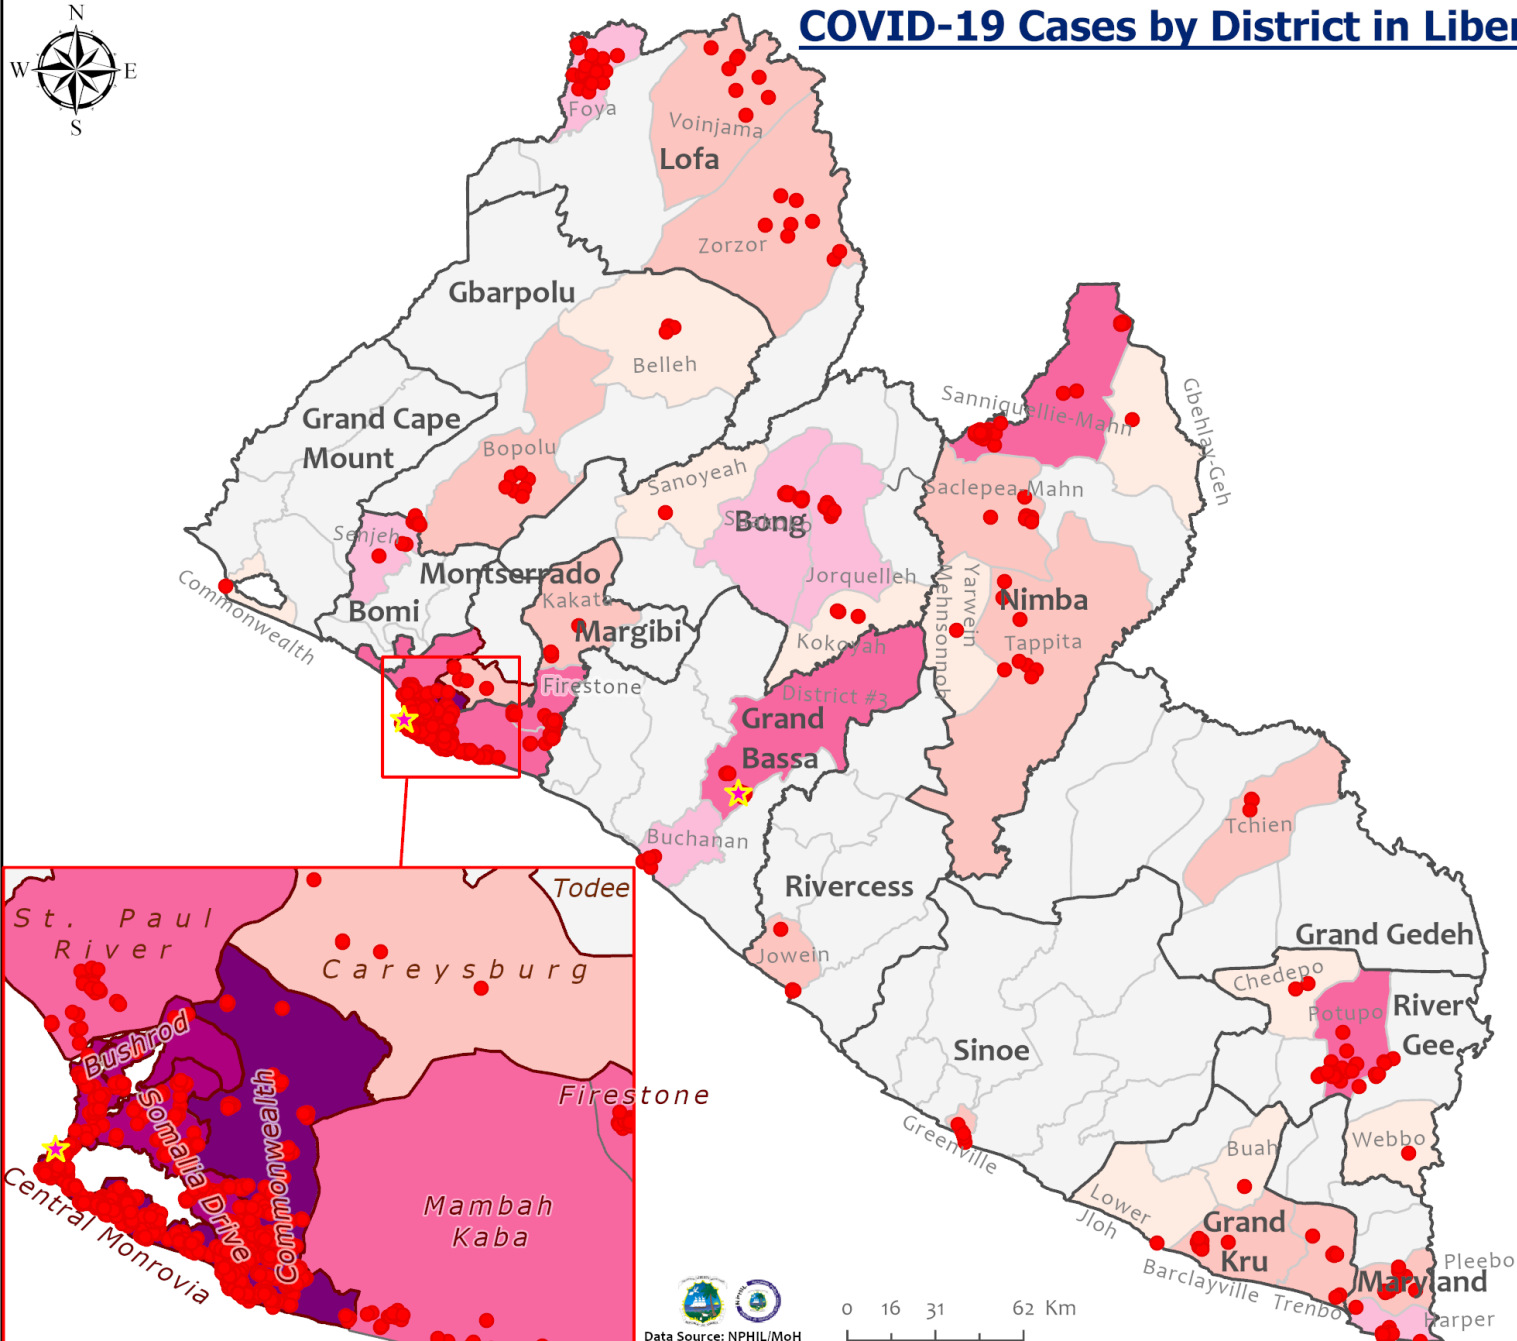 COVID-19 Cases by District in Liber
N
W
E
S
Foya
Voinjama
Lofa
Zorzor
Gbarpolu
Belleh
Grand Cape
Mount
Sanniquellie-Mahn
Gbehlay-Geh
Bopolu
Sanoyeah
Saclepea-Mahn
Bong
Senjeh
Jorquelleh
Montserrado
Commonwealth
Kakata
Bomi
Margibi
Kokoyah
Mehnsonnoh
Yarwein
Nimba
Tappita
Firestone
District #3
Grand
Bassa
Buchanan
Tchien
Rivercess
Jowein
Grand Gedeh
Chedepo
Potupo
River
Gee
Sinoe
Greenville
Buah
Webbo
Lower
Jloh
Grand
Kru
Barclayville
Trenbo
Maryland
Pleebo
Harper
Todee
St. Paul
River
Careysburg
Bushrod
Firestone
Somalia Drive
Commonwealth
Mambah
Kaba
Central Monrovia
0 16 31 62 Km
Data Source: NPHIL/MoH